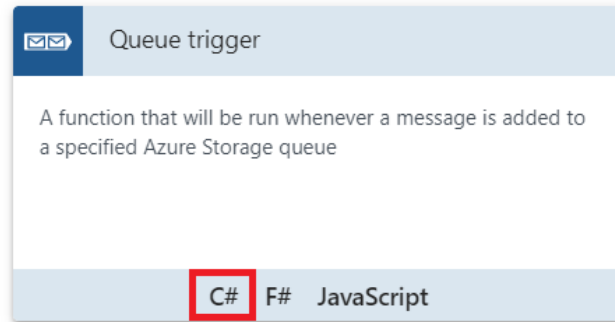 Queue trigger
A function that will be run whenever a message is added to
a specified Azure Storage queue
C# F# JavaScript